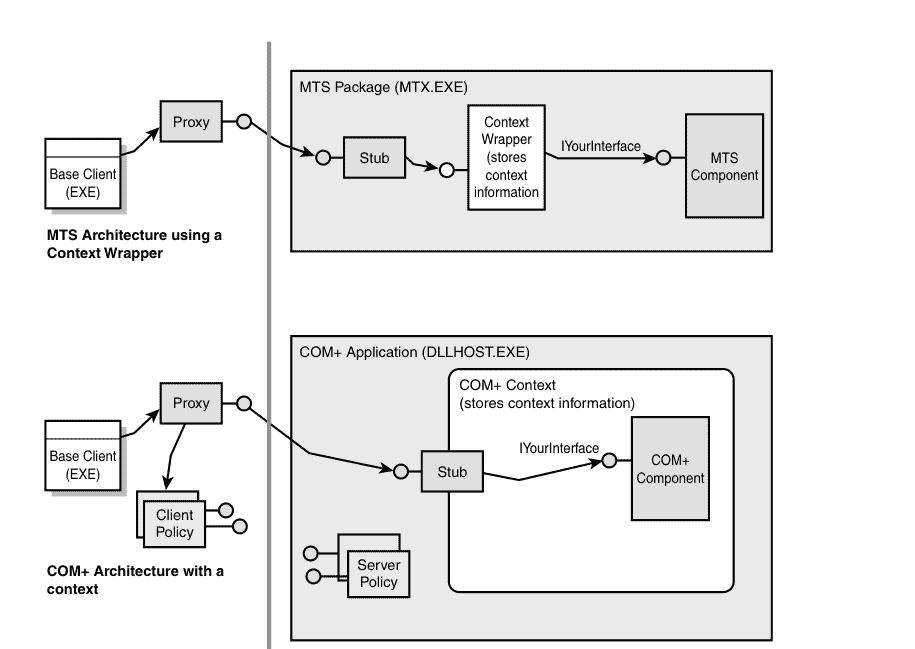 MTS Package (MTX.EXE)
Proxy
Base Client
(EXE)
Stub
Context
Wrapper
(stores
context
information
IYourInterface
MTS
Component
MTS Architecture using a
Context Wrapper
COM+ Application (DLLHOST.EXE)
COM+ Context
(stores context information)
Proxy
Base Client
(EXE)
Stub
IYourInterface
COM+
Component
Client
Policy
Server
Policy
COM+ Architecture with a
context